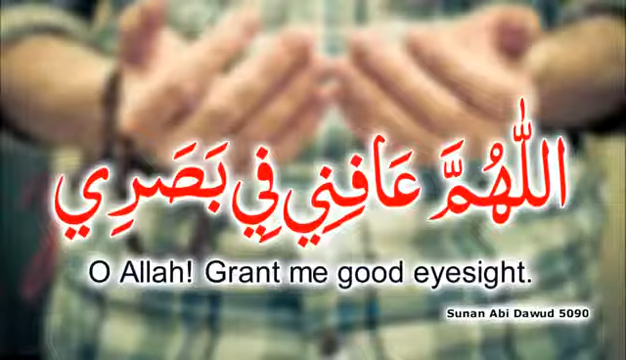 اللّٰهُمَّ عَافِنِي فِي بَصَرِي
O Allah! Grant me good eyesight.
Sunan Abi Dawud 5090